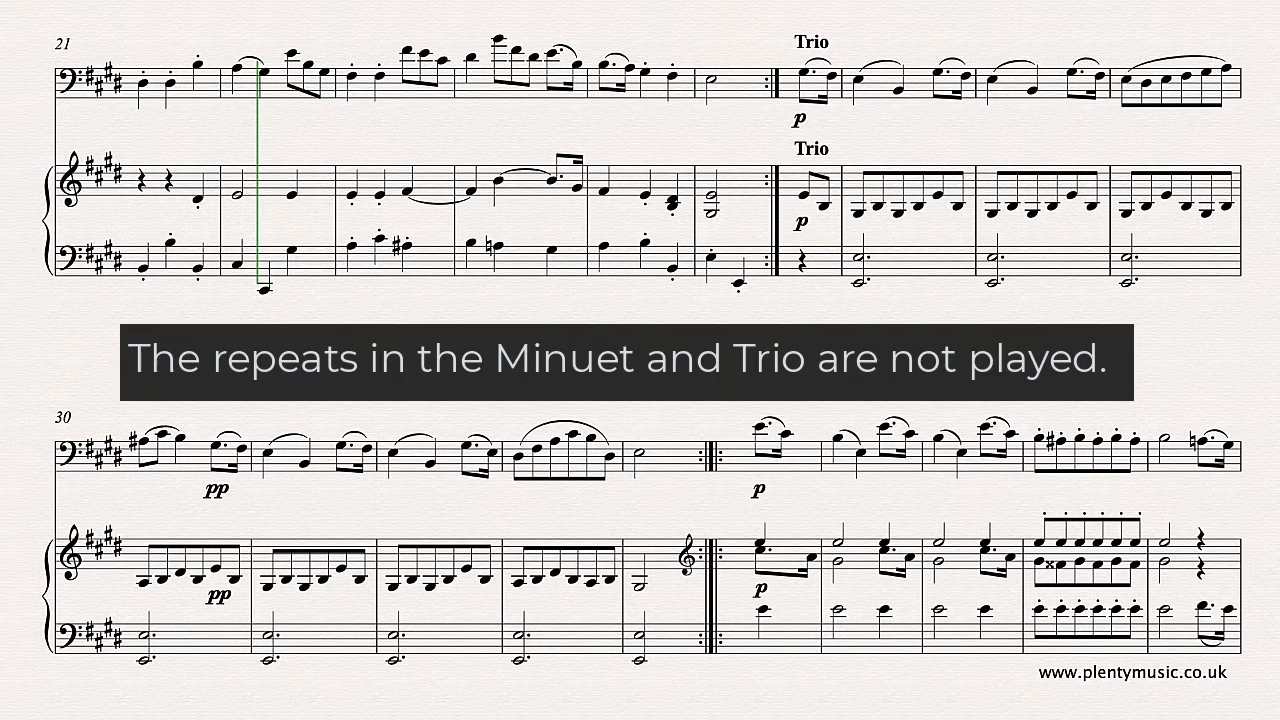 21
Trio
p
Trio
p
The repeats in the Minuet and Trio are not played.
30
pp
p
pp
p
www.plentymusic.co.uk